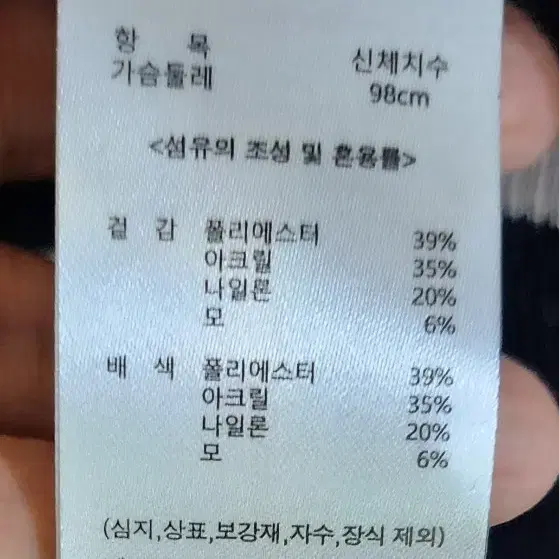 항 목 신체치수
가슴둘레 98cm
<섬유의 조성 및 혼용률>
겉 감 폴리에스터 39%
아크릴 35%
나일론 20%
모 6%
배 색 폴리에스터 39%
아크릴 35%
나일론 20%
모 6%
(심지,상표,보강재,자수,장식 제외)